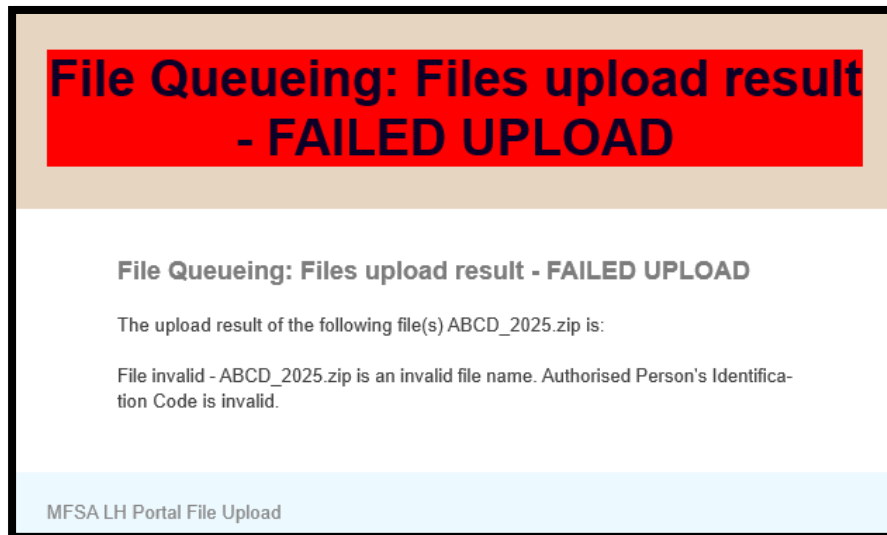 File Queueing: Files upload result
- FAILED UPLOAD
File Queueing: Files upload result - FAILED UPLOAD
The upload result of the following file(s) ABCD_2025.zip is:
File invalid - ABCD_2025.zip is an invalid file name. Authorised Person's Identifica-
tion Code is invalid.
MFSA LH Portal File Upload